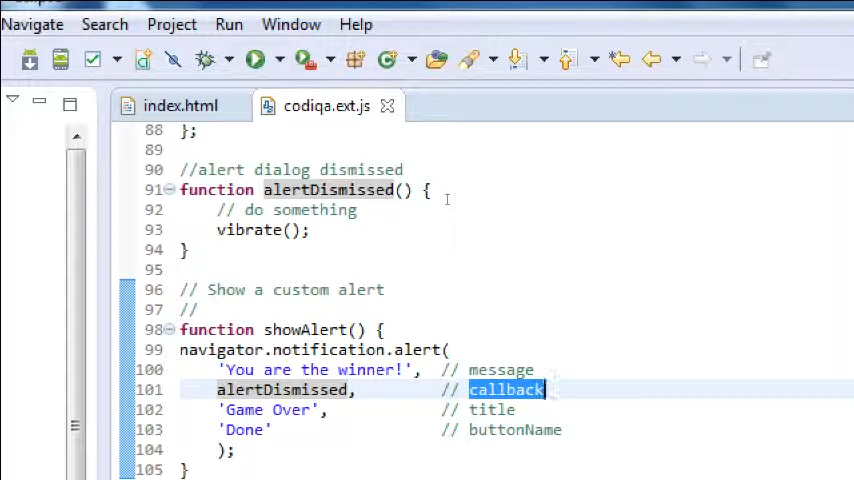 Navigate Search Project Run Window Help
index.html codiqa.ext.js
88 };
89
90 //alert dialog dismissed
91 function alertDismissed() {
92 // do something
93 vibrate();
94 }
95
96 // Show a custom alert
97 //
98 function showAlert() {
99 navigator.notification.alert(
100 'You are the winner!', // message
101 alertDismissed, // callback
102 'Game Over', // title
103 'Done' // buttonName
104 );
105 }